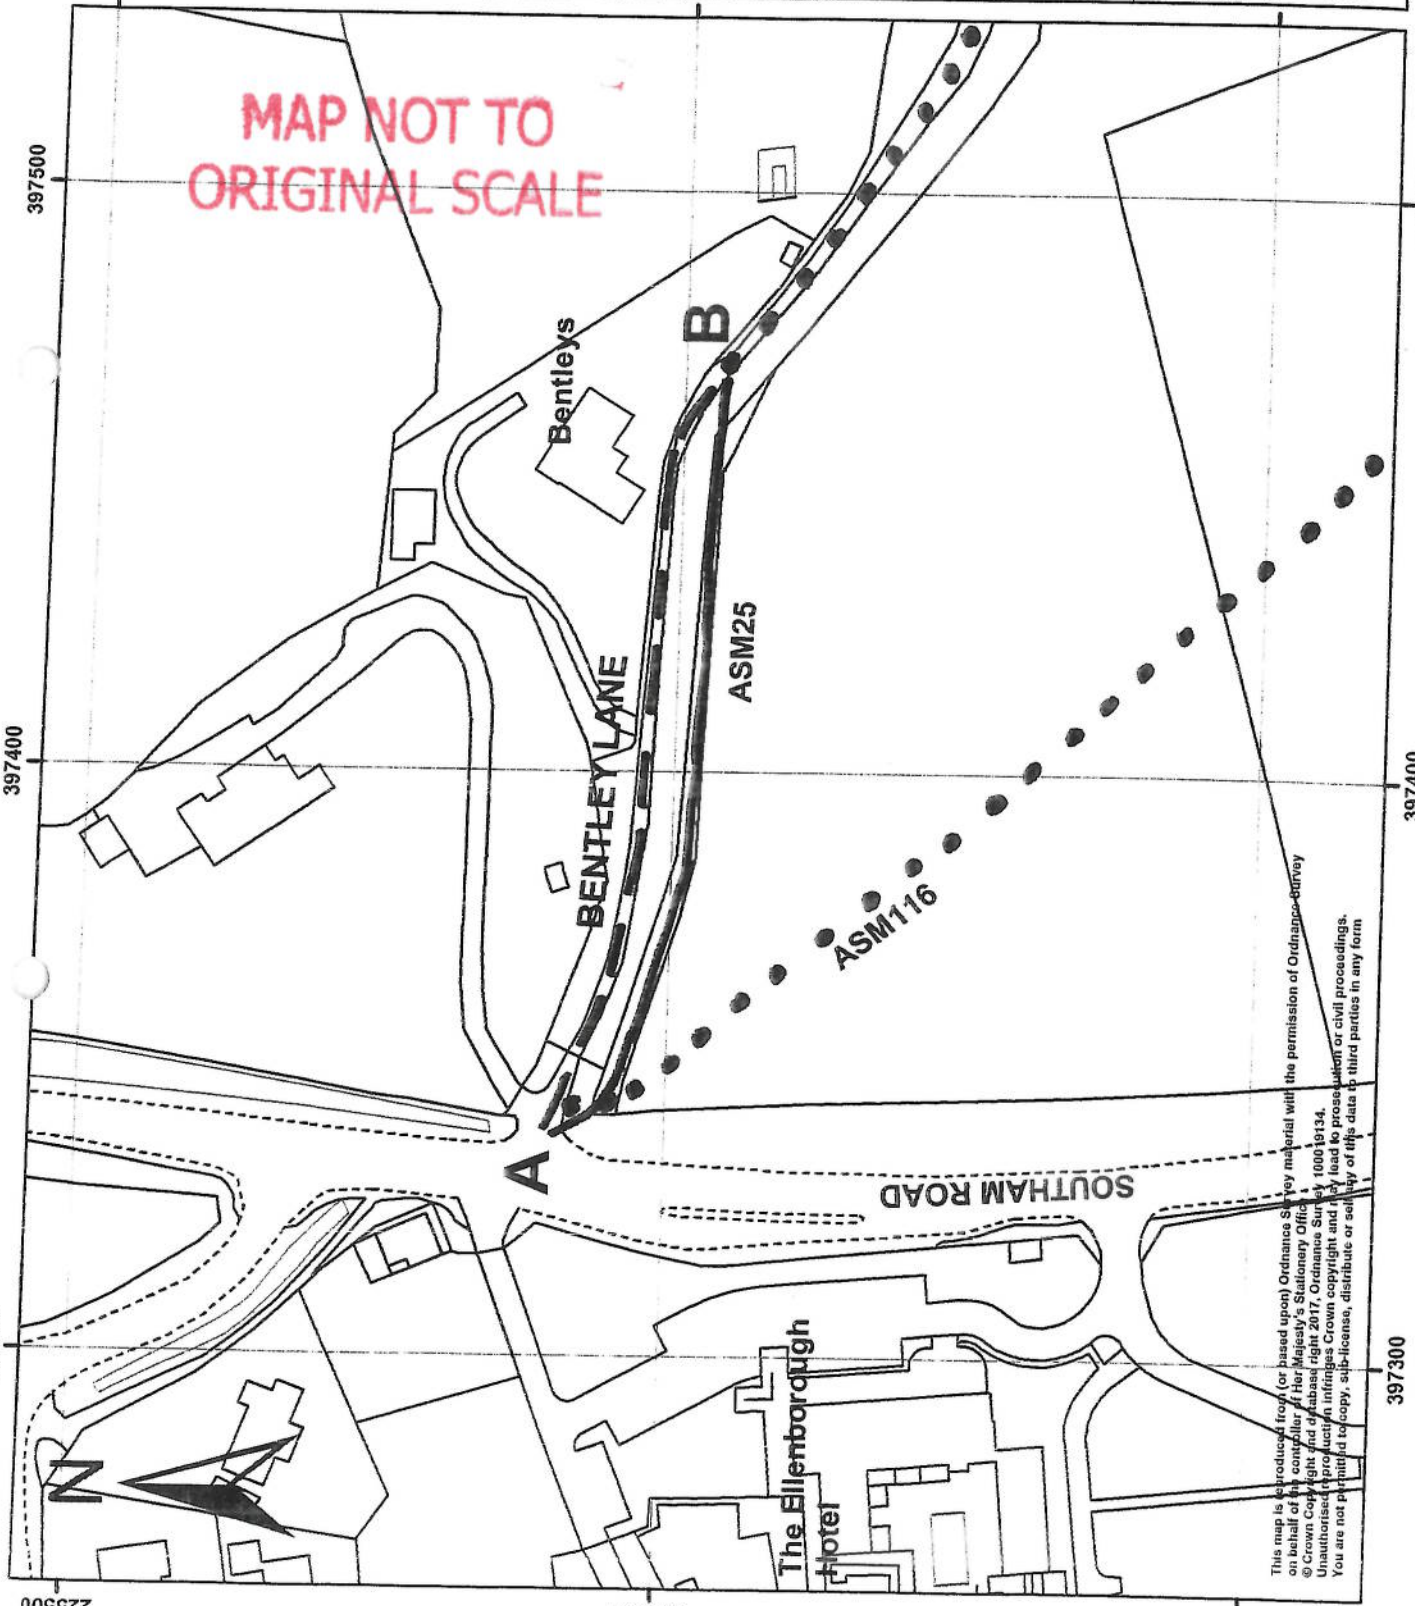 MAP NOT TO
ORIGINAL SCALE
397500
397400
Bentleys
B
BENTLEY LANE
ASM25
ASM116
A
SOUTHAM ROAD
N
The Ellenborough
Hotel
397400
397300
This map is reproduced from (or based upon) Ordnance Survey material with the permission of Ordnance Survey
on behalf of the controller of Her Majesty's Stationery Office
© Crown Copyright and database right 2017, Ordnance Survey 100019134.
Unauthorised reproduction infringes Crown copyright and may lead to prosecution or civil proceedings.
You are not permitted to copy, sub-license, distribute or sell any of this data to third parties in any form